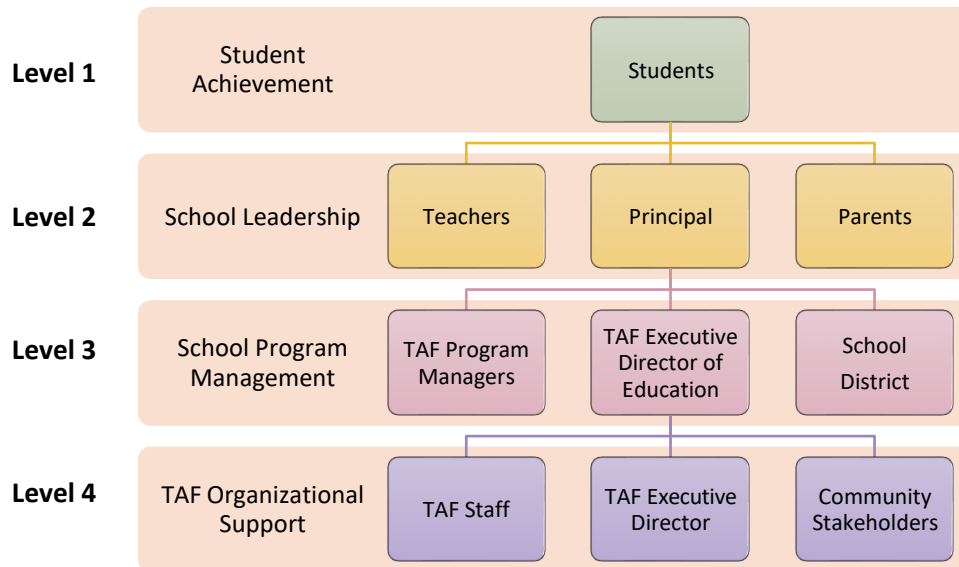 Level 1
Student
Achievement
Students
Level 2
School Leadership
Teachers
Principal
Parents
Level 3
School Program
Management
TAF Program
Managers
TAF Executive
Director of
Education
School
District
Level 4
TAF Organizational
Support
TAF Staff
TAF Executive
Director
Community
Stakeholders